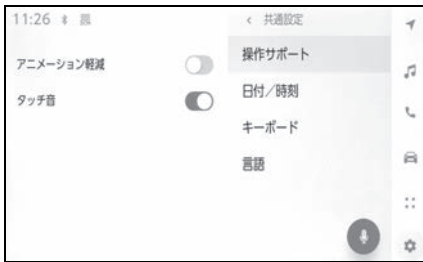 11:26
アニメーション軽減
タッチ音
< 共通設定
操作サポート
日付／時刻
キーボード
言語